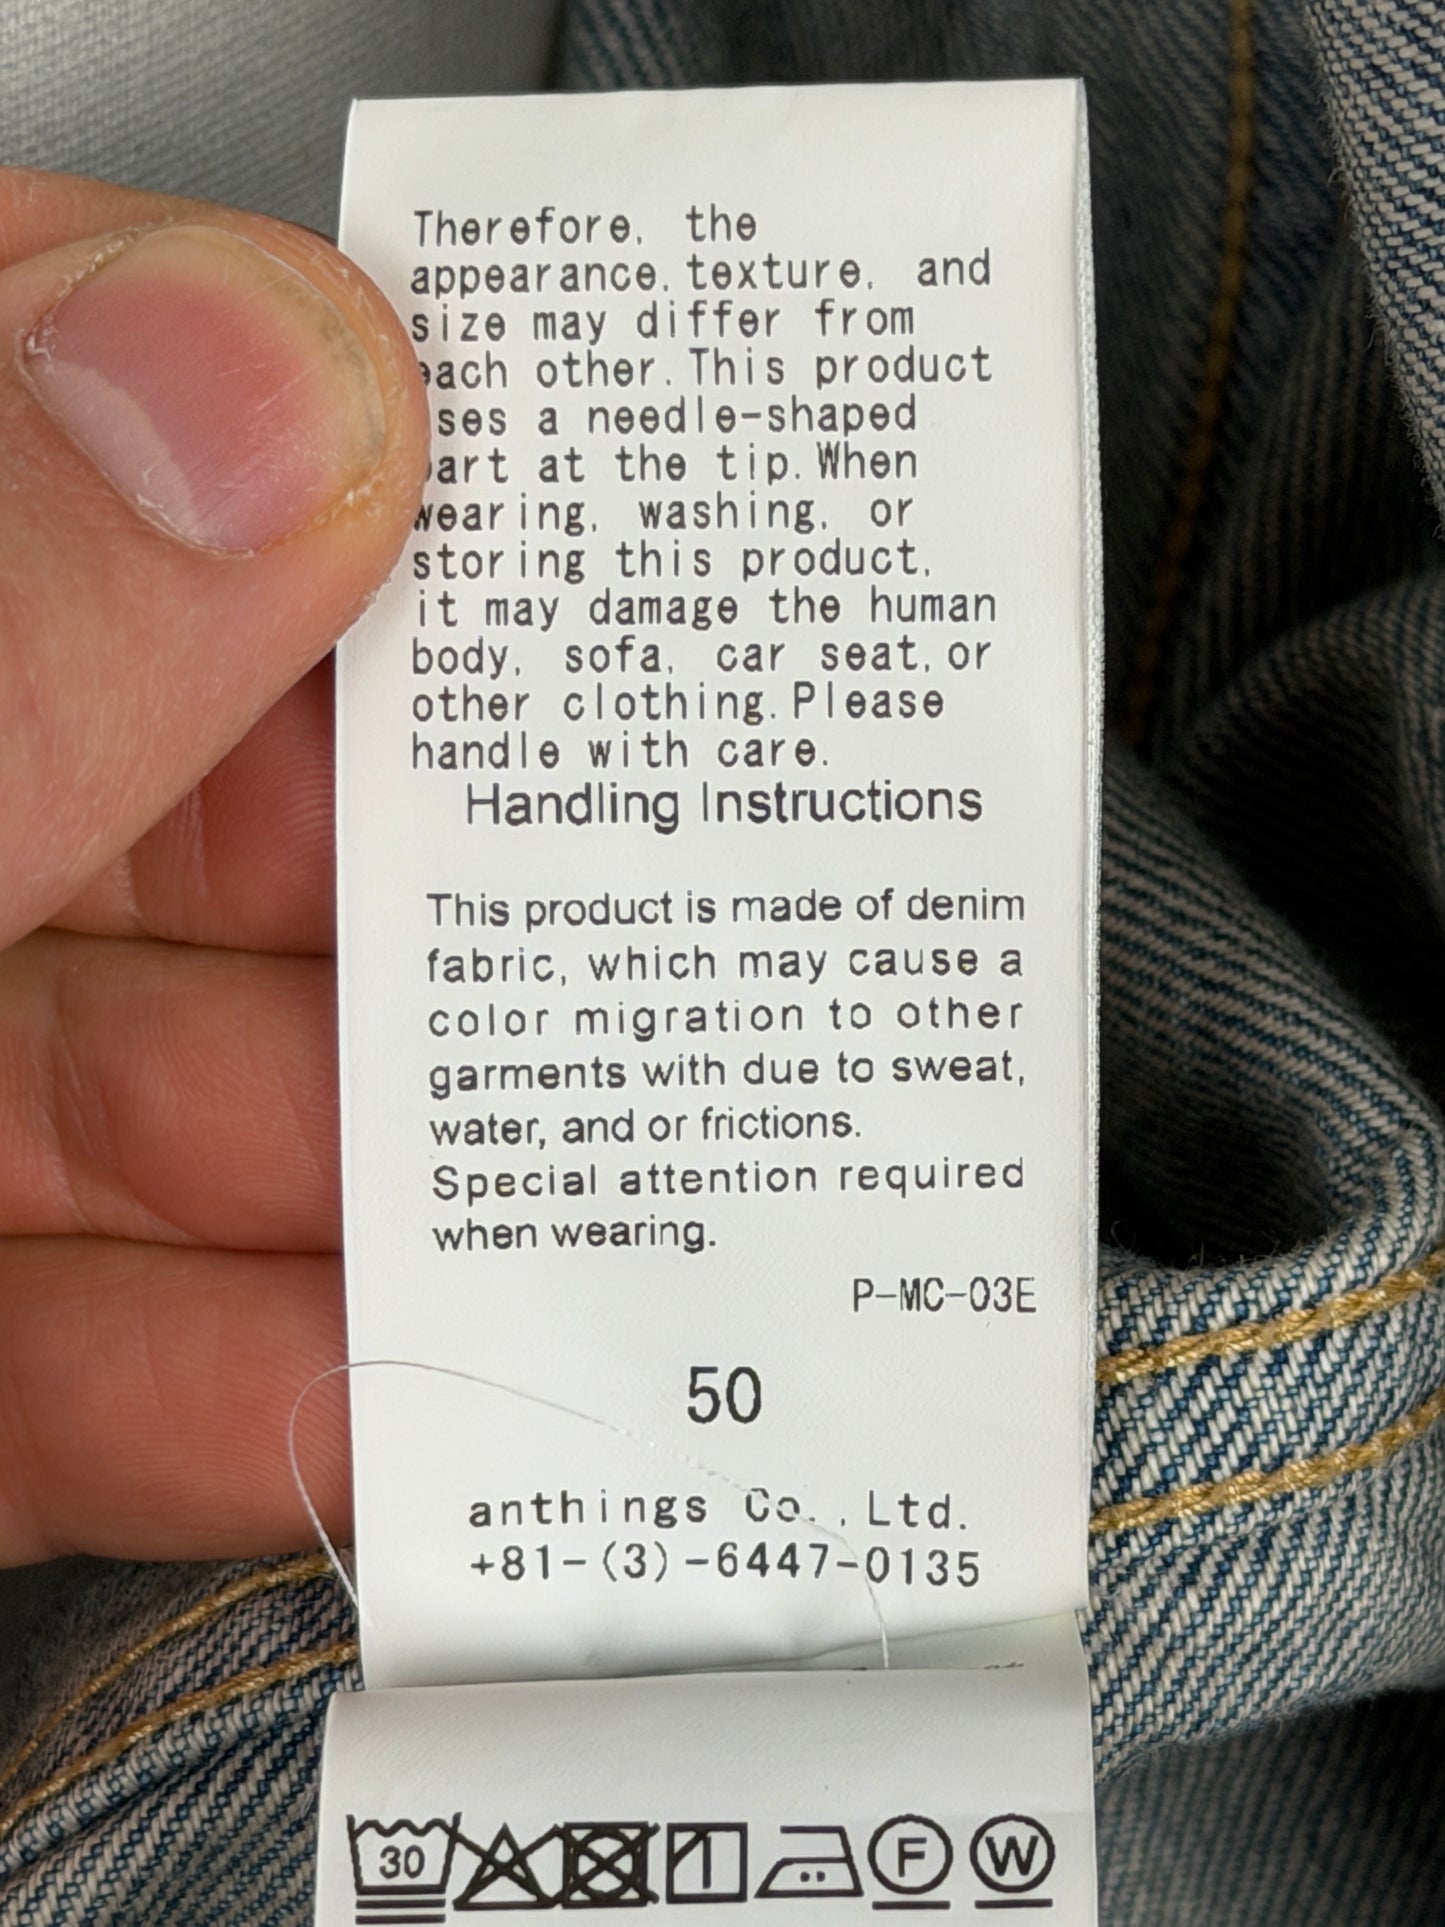 Therefore, the
appearance, texture, and
size may differ from
each other. This product
uses a needle-shaped
part at the tip. When
wearing, washing, or
storing this product,
it may damage the human
body, sofa, car seat, or
other clothing. Please
handle with care.
Handling Instructions
This product is made of denim
fabric, which may cause a
color migration to other
garments with due to sweat,
water, and or frictions.
Special attention required
when wearing.
P-MC-03E
50
anthings Co.,Ltd.
+81-(3)-6447-0135
30 F W